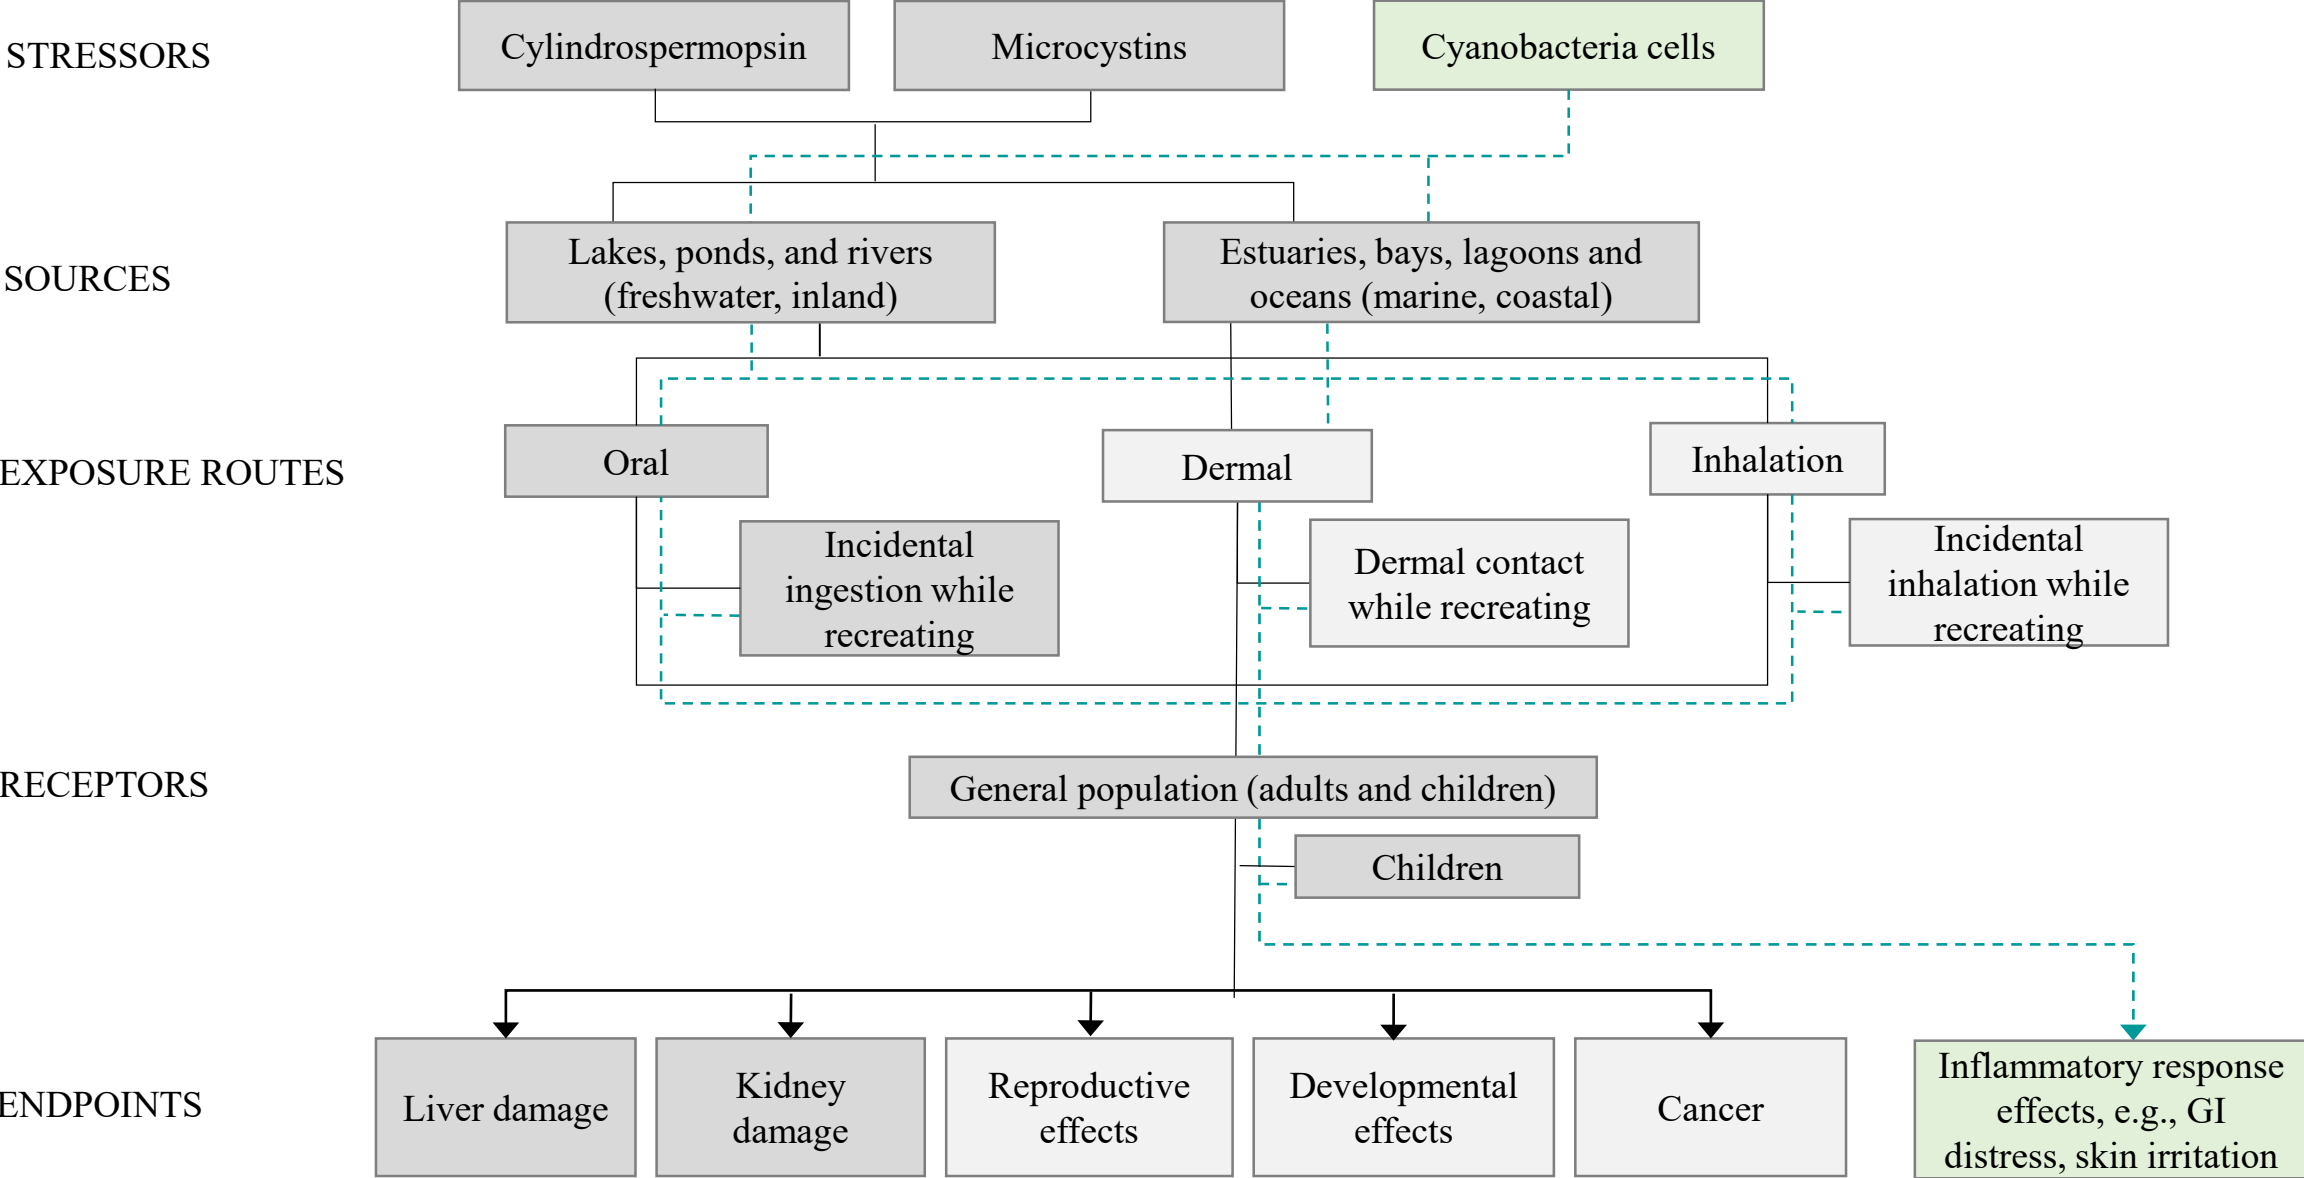 STRESSORS
Cylindrospermopsin
Microcystins
Cyanobacteria cells
SOURCES
Lakes, ponds, and rivers
(freshwater, inland)
Estuaries, bays, lagoons and
oceans (marine, coastal)
EXPOSURE ROUTES
Oral
Dermal
Inhalation
Incidental
ingestion while
recreating
Dermal contact
while recreating
Incidental
inhalation while
recreating
RECEPTORS
General population (adults and children)
Children
ENDPOINTS
Liver damage
Kidney
damage
Reproductive
effects
Developmental
effects
Cancer
Inflammatory response
effects, e.g., GI
distress, skin irritation